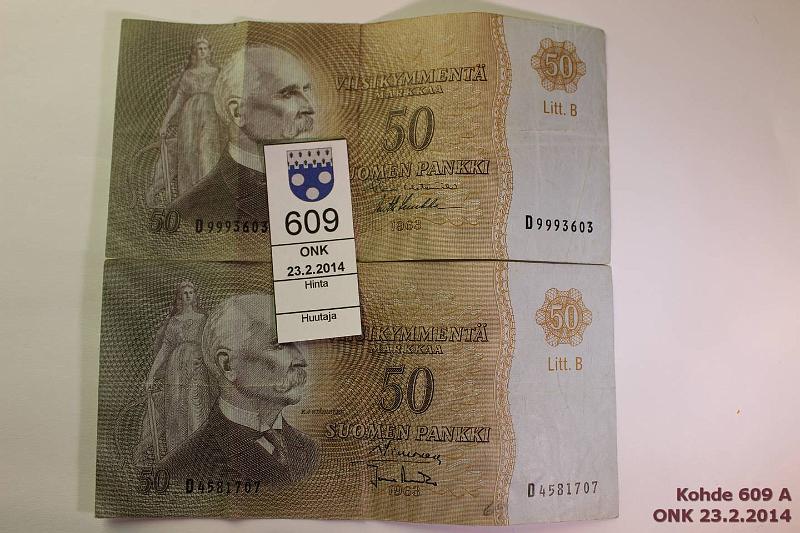 VIISIKYMMENTÄ
MARKKAA
50
SUOMEN PANKKI
1963
50
D9993603
50
Litt. B
D9993603
609
ONK
23.2.2014
Hinta
Huutaja
VIISIKYMMENTÄ
MARKKAA
50
SUOMEN PANKKI
1963
50
D4581707
50
Litt. B
D4581707
Kohde 609 A
ONK 23.2.2014